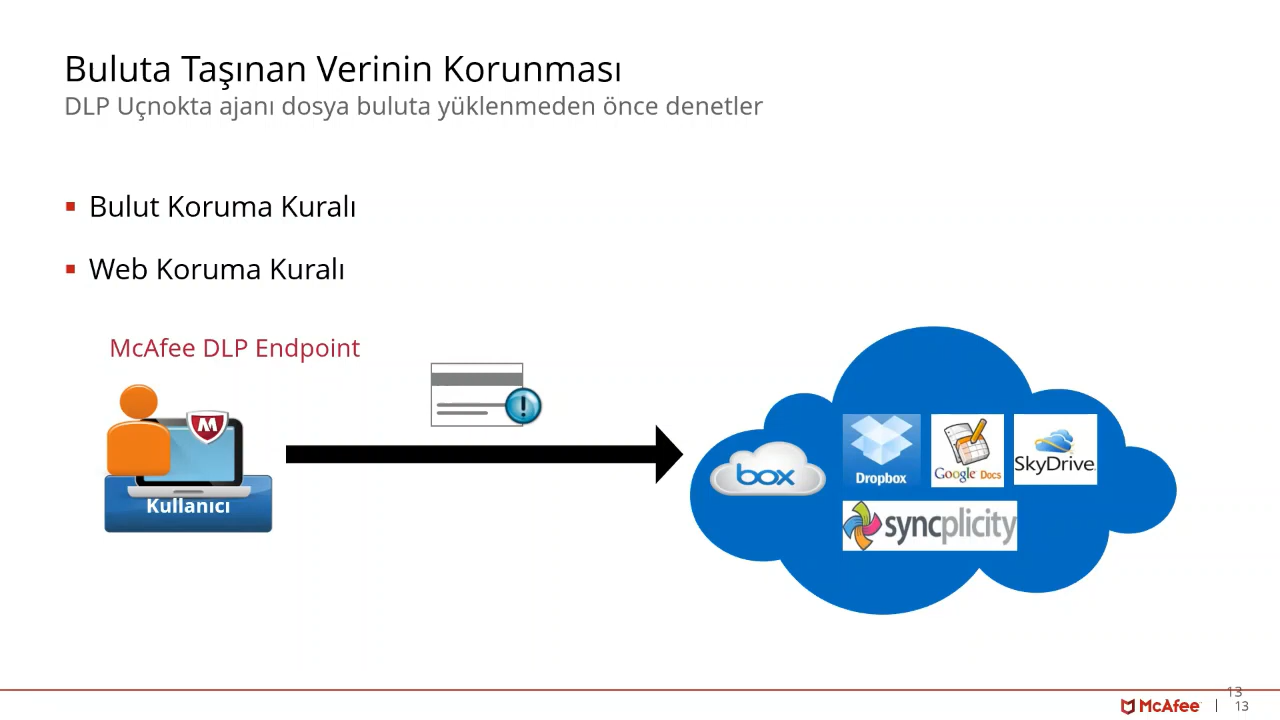 Buluta Taşınan Verinin Korunması
DLP Uçnokta ajanı dosya buluta yüklenmeden önce denetler
Bulut Koruma Kuralı
Web Koruma Kuralı
McAfee DLP Endpoint
Kullanıcı
box
Dropbox
Google Docs
SkyDrive
syncplicity
13
McAfee
13